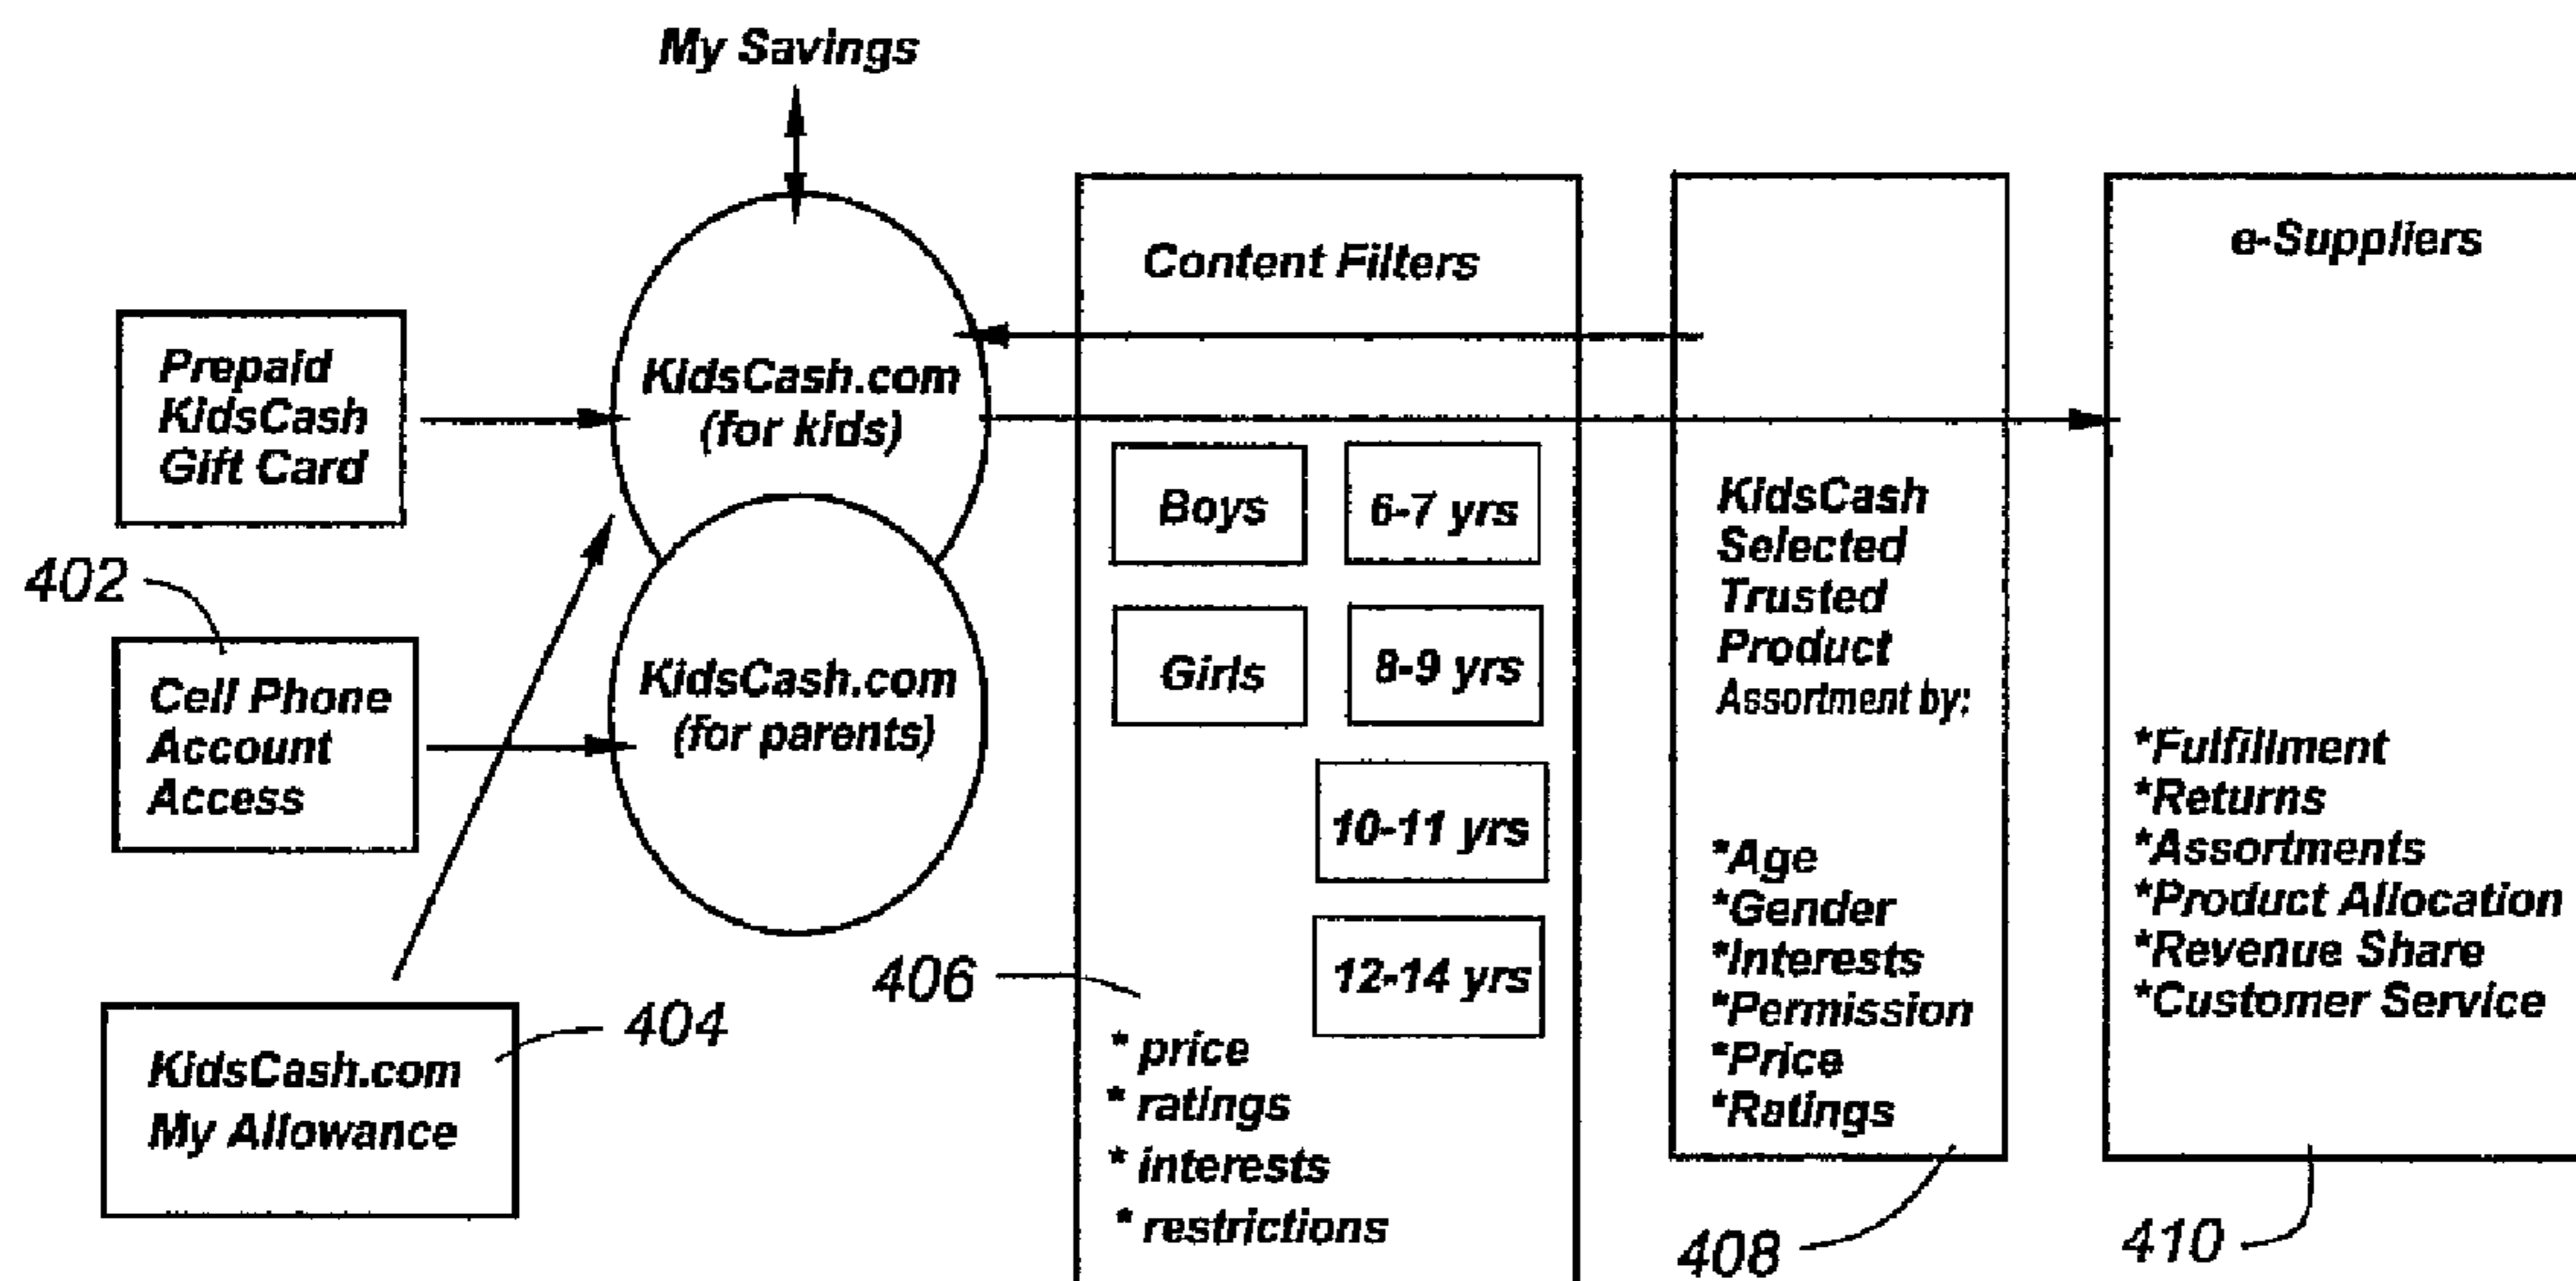 My Savings
Prepaid
KidsCash
Gift Card
402
Cell Phone
Account
Access
KidsCash.com
My Allowance
404
KidsCash.com
(for kids)
KidsCash.com
(for parents)
Content Filters
Boys
6-7 yrs
Girls
8-9 yrs
10-11 yrs
12-14 yrs
406
* price
* ratings
* interests
* restrictions
KidsCash
Selected
Trusted
Product
Assortment by:
*Age
*Gender
*Interests
*Permission
*Price
*Ratings
408
e-Suppliers
*Fulfillment
*Returns
*Assortments
*Product Allocation
*Revenue Share
*Customer Service
410